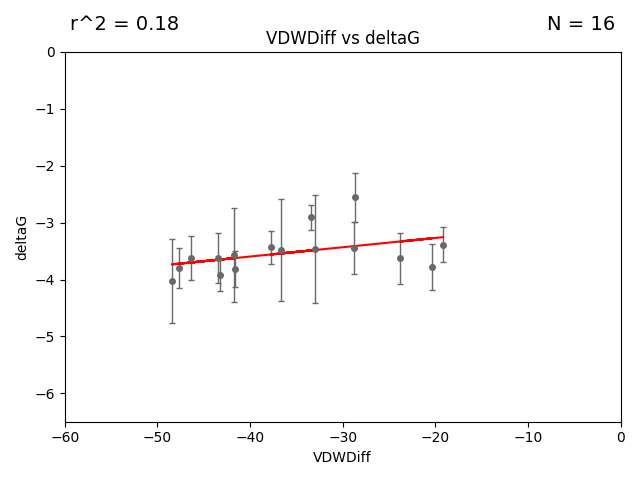 r^2 = 0.18
N = 16
VDWDiff vs deltaG
0
−1
−2
−3
−4
−5
−6
deltaG
−60 −50 −40 −30 −20 −10 0
VDWDiff